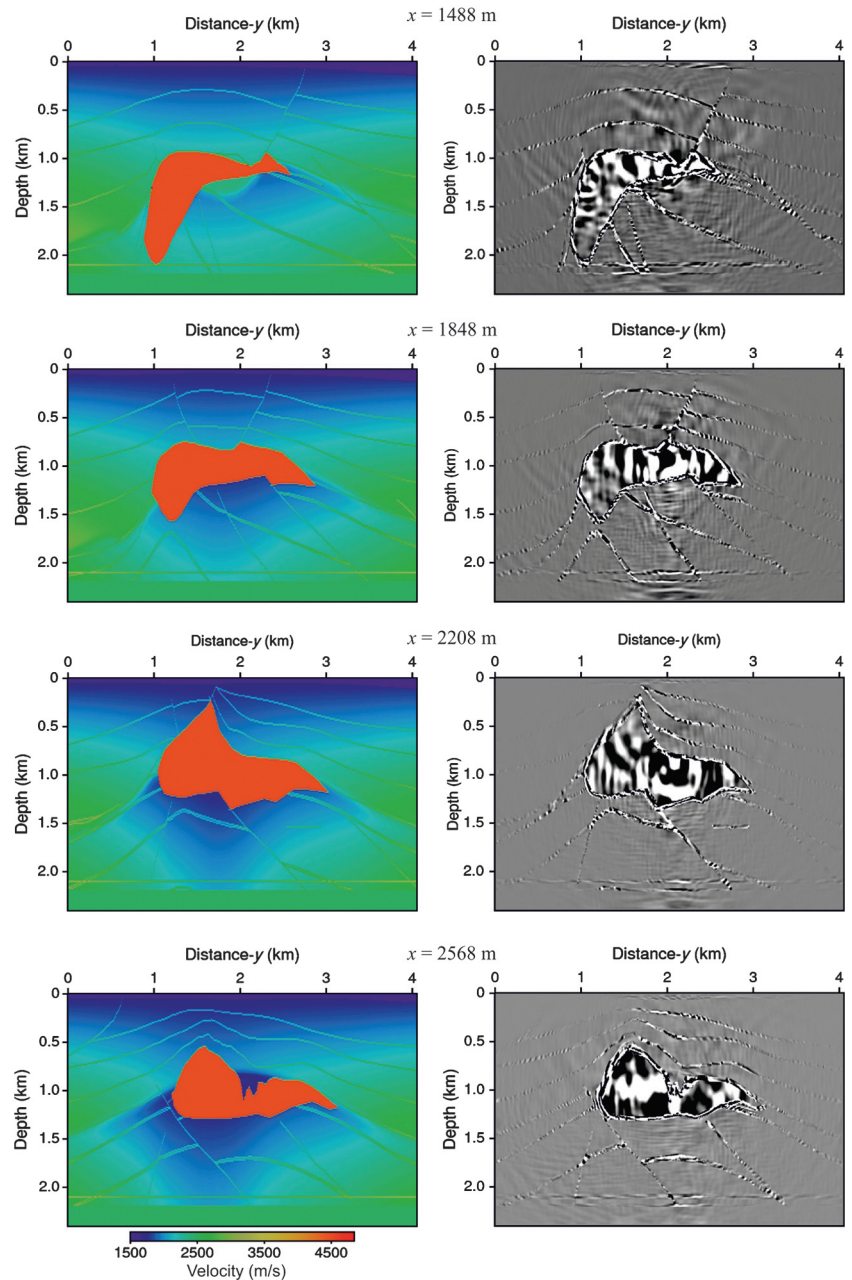 x = 1488 m
Distance-y (km) Distance-y (km)
0 1 2 3 4 0 1 2 3 4
0 0
0.5 0.5
Depth (km) 1.0 Depth (km) 1.0
1.5 1.5
2.0 2.0
x = 1848 m
Distance-y (km) Distance-y (km)
0 1 2 3 4 0 1 2 3 4
0 0
0.5 0.5
Depth (km) 1.0 Depth (km) 1.0
1.5 1.5
2.0 2.0
x = 2208 m
Distance-y (km) Distance-y (km)
0 1 2 3 4 0 1 2 3 4
0 0
0.5 0.5
Depth (km) 1.0 Depth (km) 1.0
1.5 1.5
2.0 2.0
x = 2568 m
Distance-y (km) Distance-y (km)
0 1 2 3 4 0 1 2 3 4
0 0
0.5 0.5
Depth (km) 1.0 Depth (km) 1.0
1.5 1.5
2.0 2.0
1500 2500 3500 4500
Velocity (m/s)